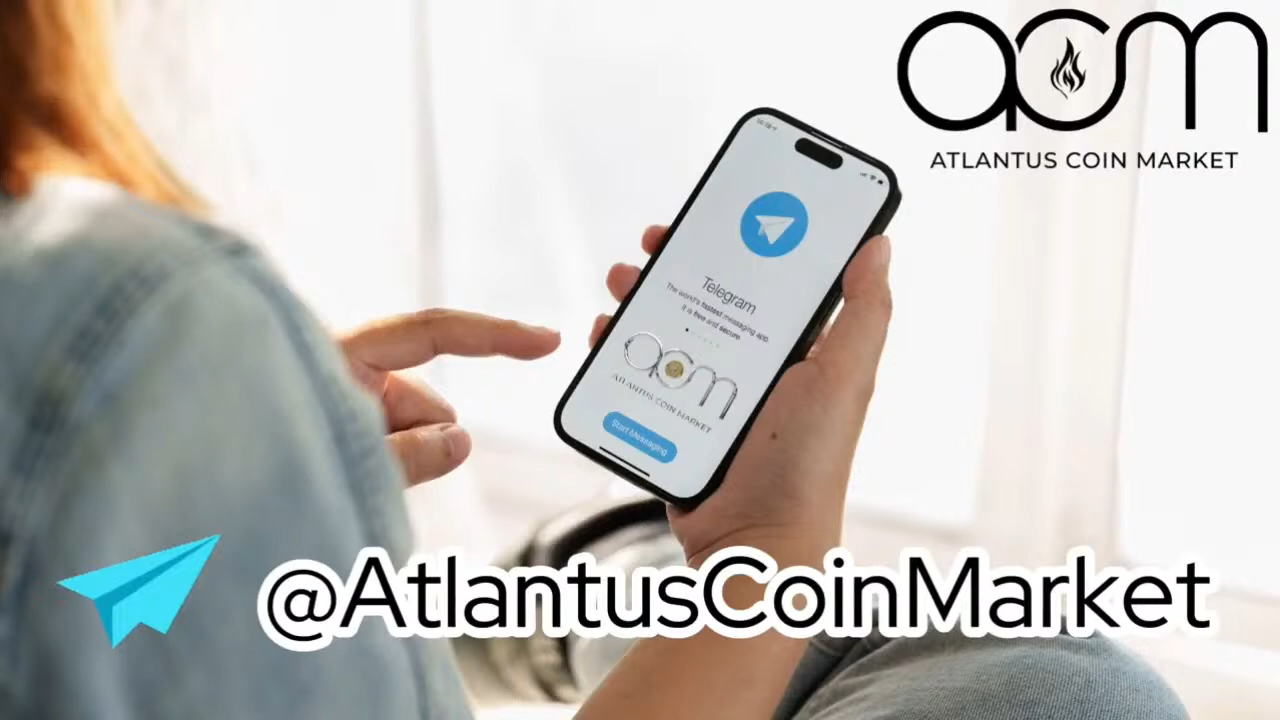 acm
ATLANTUS COIN MARKET
Telegram
The world's fastest messaging app.
It is free and secure.
acm
ATLANTUS COIN MARKET
Start Messaging
@AtlantusCoinMarket